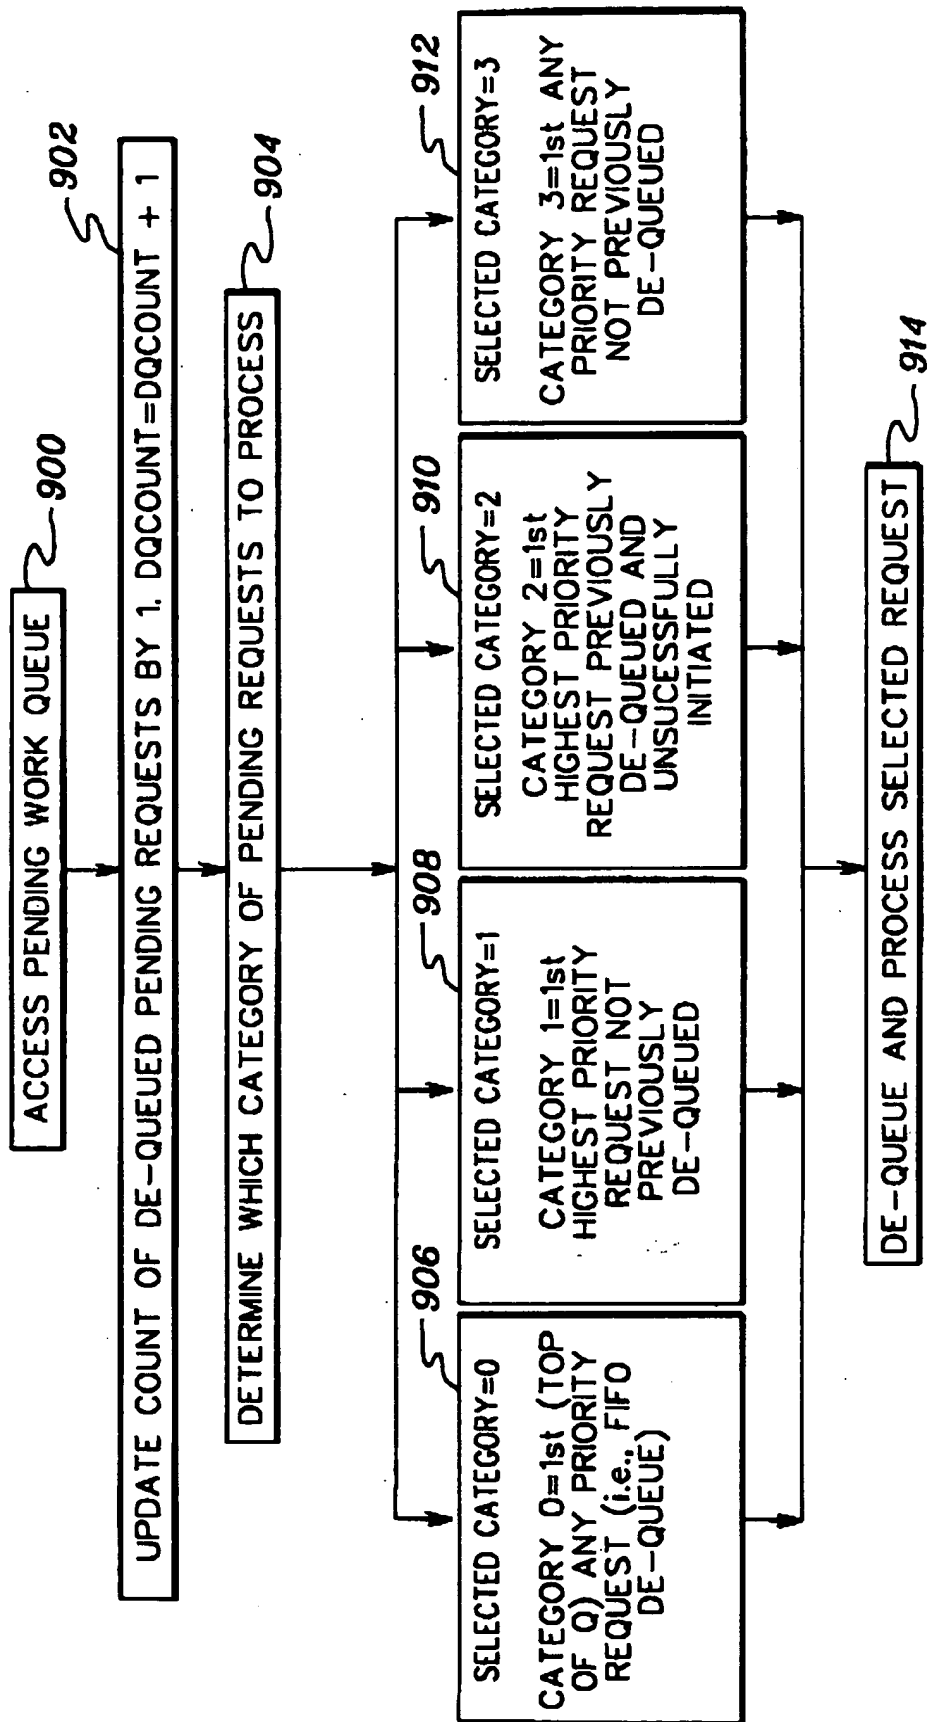 ACCESS PENDING WORK QUEUE
900
UPDATE COUNT OF DE-QUEUED PENDING REQUESTS BY 1. DQCOUNT=DQCOUNT + 1
902
DETERMINE WHICH CATEGORY OF PENDING REQUESTS TO PROCESS
904
906
SELECTED CATEGORY=0
CATEGORY 0=1st (TOP
OF Q) ANY PRIORITY
REQUEST (i.e., FIFO
DE-QUEUE)
908
SELECTED CATEGORY=1
CATEGORY 1=1st
HIGHEST PRIORITY
REQUEST NOT
PREVIOUSLY
DE-QUEUED
910
SELECTED CATEGORY=2
CATEGORY 2=1st
HIGHEST PRIORITY
REQUEST PREVIOUSLY
DE-QUEUED AND
UNSUCESSFULLY
INITIATED
912
SELECTED CATEGORY=3
CATEGORY 3=1st ANY
PRIORITY REQUEST
NOT PREVIOUSLY
DE-QUEUED
DE-QUEUE AND PROCESS SELECTED REQUEST
914